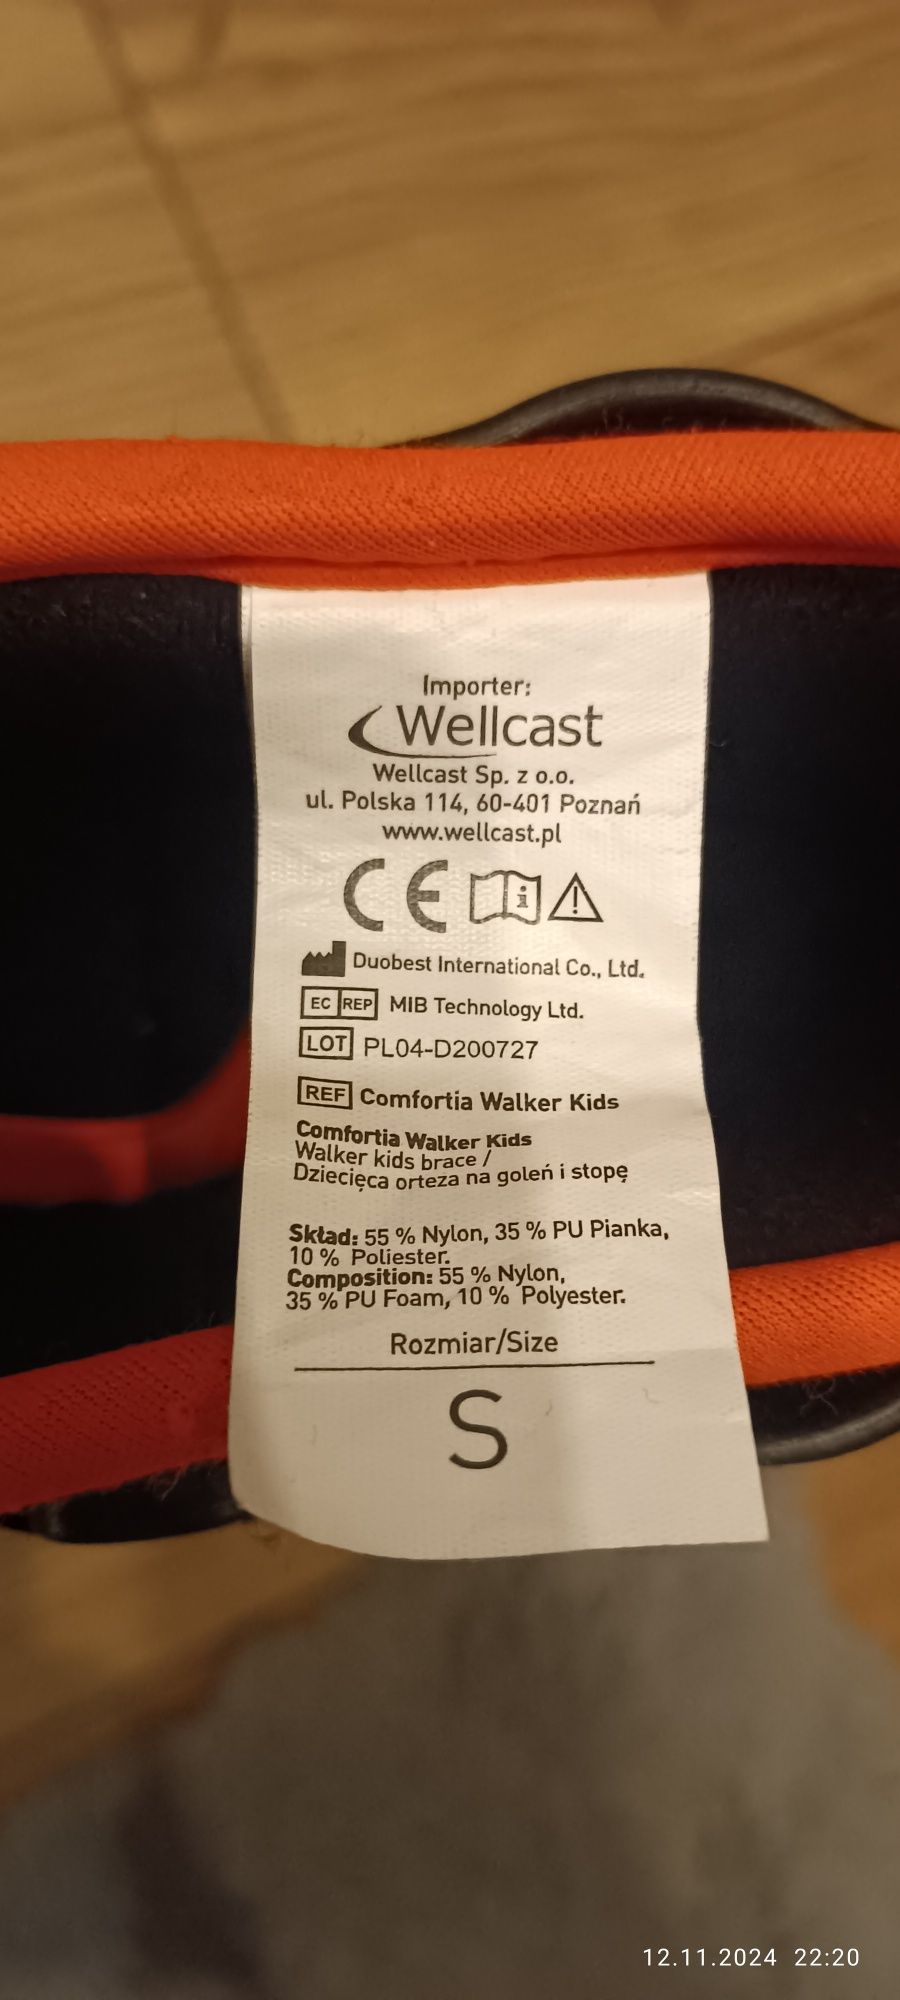 Importer:
Wellcast
Wellcast Sp. z o.o.
ul. Polska 114, 60-401 Poznań
www.wellcast.pl
CE
Duobest International Co., Ltd.
EC REP MIB Technology Ltd.
LOT PL04-D200727
REF Comfortia Walker Kids
Comfortia Walker Kids
Walker kids brace /
Dziecięca orteza na goleń i stopę
Skład: 55 % Nylon, 35 % PU Pianka,
10 % Poliester.
Composition: 55 % Nylon,
35 % PU Foam, 10 % Polyester.
Rozmiar/Size
S
12.11.2024 22:20